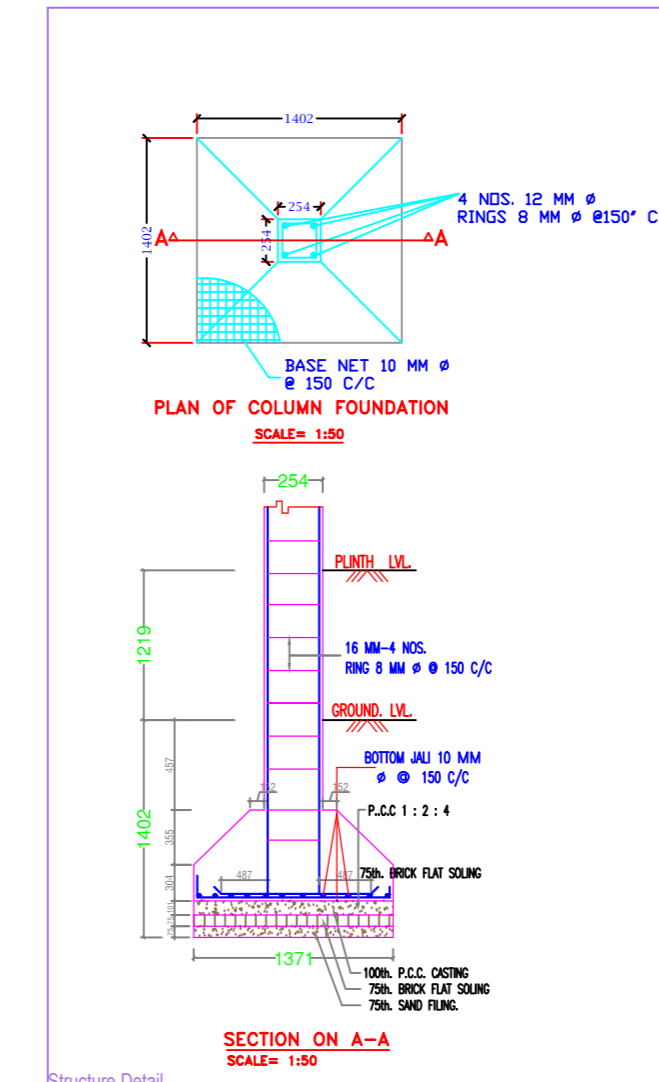 1402
1402
254
254
4 NOS. 12 MM Ø
RINGS 8 MM Ø @150" C
A
A
BASE NET 10 MM Ø
@ 150 C/C
PLAN OF COLUMN FOUNDATION
SCALE= 1:50
254
PLINTH LVL.
1219
16 MM-4 NOS.
RING 8 MM Ø @ 150 C/C
GROUND. LVL.
457
BOTTOM JALI 10 MM
Ø @ 150 C/C
152
152
P..C.C 1 : 2 : 4
1402
355
75th. BRICK FLAT SOLING
304
487
487
101
75
75
1371
100th. P.C.C. CASTING
75th. BRICK FLAT SOLING
75th. SAND FILING.
SECTION ON A-A
SCALE= 1:50
Structure Detail